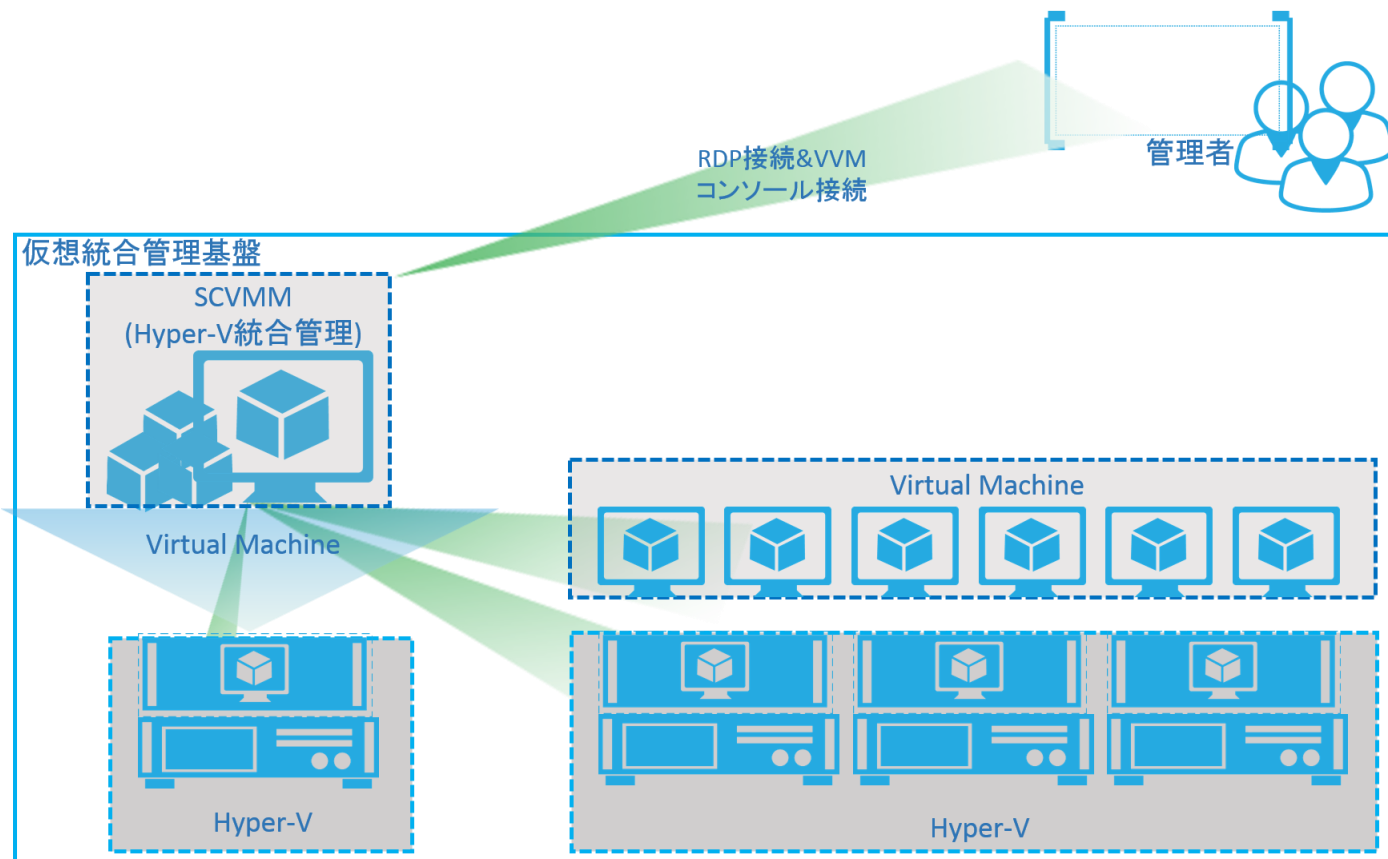 管理者
RDP接続&VVM
コンソール接続
仮想統合管理基盤
SCVMM
(Hyper-V統合管理)
Virtual Machine
Virtual Machine
Hyper-V
Hyper-V